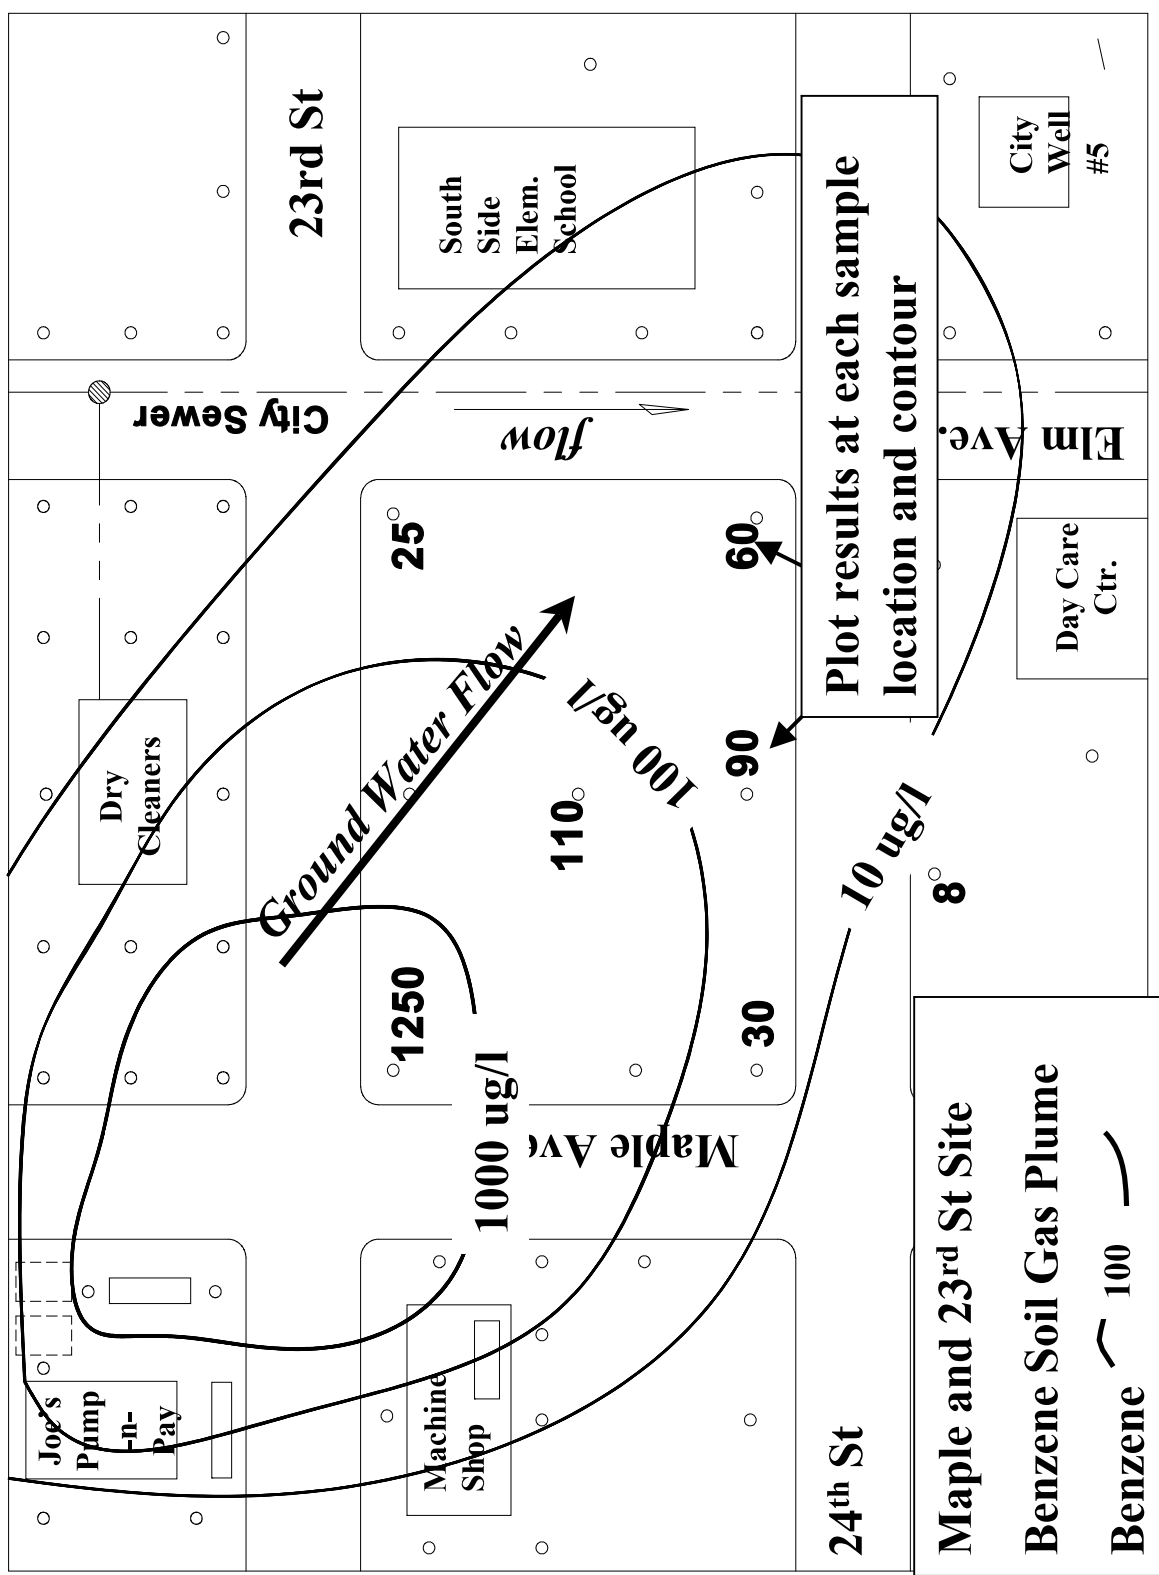 23rd St
South
Side
Elem.
School
City
Well
#5
City Sewer
flow
Elm Ave.
Plot results at each sample
location and contour
Dry
Cleaners
25
60
Ground Water Flow
Day Care
Ctr.
100 ug/l
90
110
10 ug/l
8
1250
30
1000 ug/l
Maple Ave
Joe's
Pump
-n-
Pay
Machine
Shop
24th St
Maple and 23rd St Site
Benzene Soil Gas Plume
Benzene 100